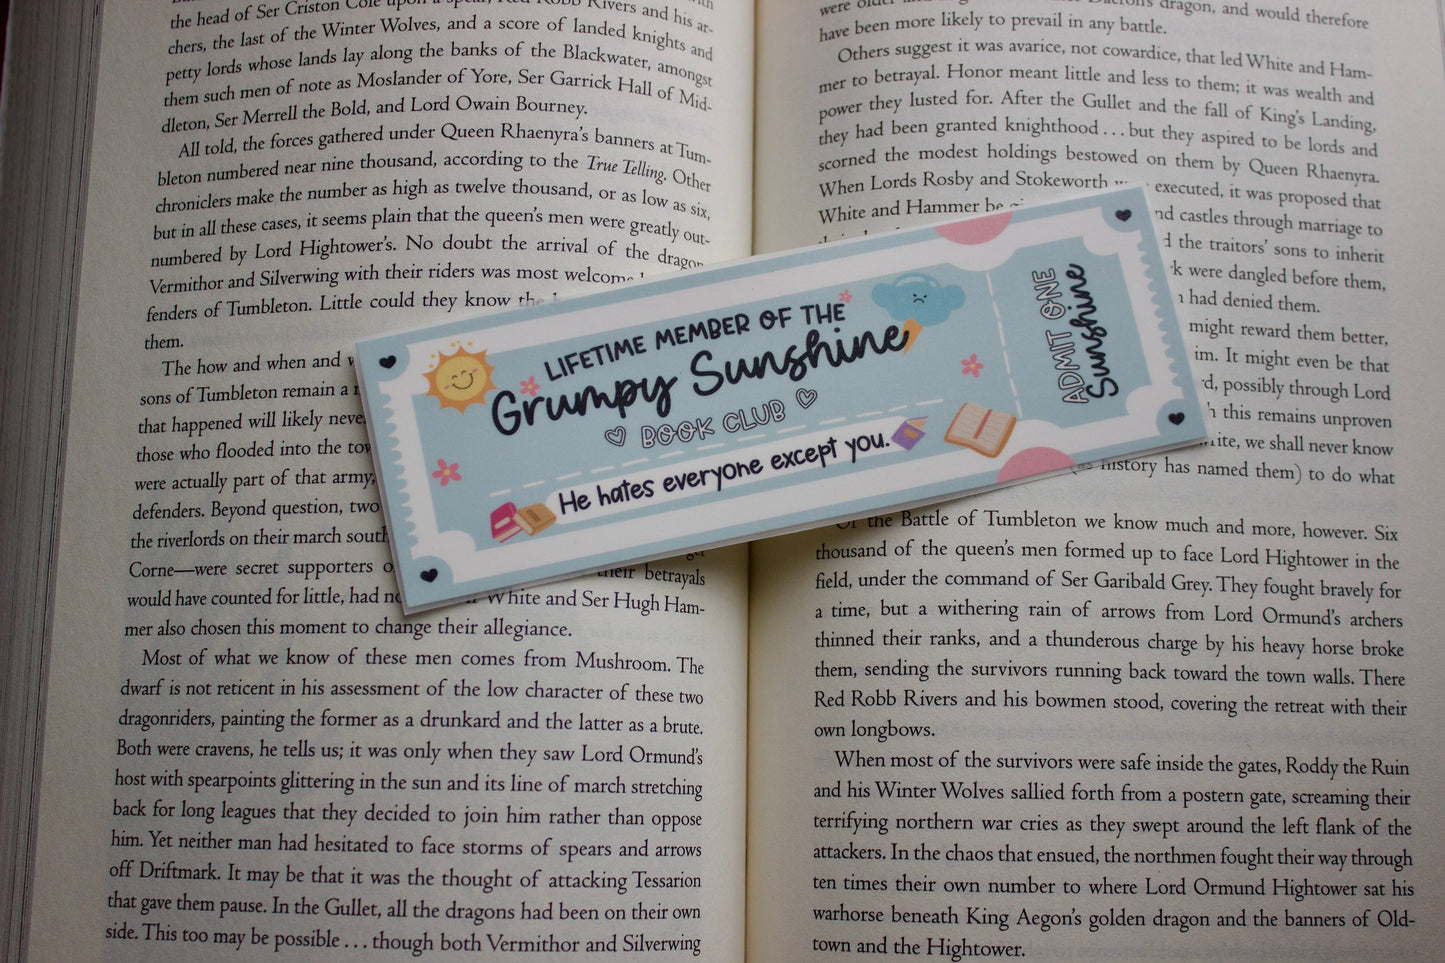 the head of Ser Criston Cole upon a spear, Red Robb Rivers and his ar-
chers, the last of the Winter Wolves, and a score of landed knights and
petty lords whose lands lay along the banks of the Blackwater, amongst
them such men of note as Moslander of Yore, Ser Garrick Hall of Mid-
dleton, Ser Merrell the Bold, and Lord Owain Bourney.
All told, the forces gathered under Queen Rhaenyra's banners at Tum-
bleton numbered near nine thousand, according to the True Telling. Other
chroniclers make the number as high as twelve thousand, or as low as six,
but in all these cases, it seems plain that the queen's men were greatly out-
numbered by Lord Hightower's. No doubt the arrival of the dragon
Vermithor and Silverwing with their riders was most welcome
fenders of Tumbleton. Little could they know the
them.
The how and when and
sons of Tumbleton remain a
that happened will likely
those who flooded into the
were actually part of that army,
defenders. Beyond question, two
the riverlords on their march south
Corne—were secret supporters
their betrayals
would have counted for little, had White and Ser Hugh Ham-
mer also chosen this moment to change their allegiance.
Most of what we know of these men comes from Mushroom. The
dwarf is not reticent in his assessment of the low character of these two
dragonriders, painting the former as a drunkard and the latter as a brute.
Both were cravens, he tells us; it was only when they saw Lord Ormund's
host with spearpoints glittering in the sun and its line of march stretching
back for long leagues that they decided to join him rather than oppose
him. Yet neither man had hesitated to face storms of spears and arrows
off Driftmark. It may be that it was the thought of attacking Tessarion
that gave them pause. In the Gullet, all the dragons had been on their own
side. This too may be possible . . . though both Vermithor and Silverwing
LIFETIME MEMBER OF THE
Grumpy Sunshine
BOOK CLUB
He hates everyone except you.
ADMIT ONE
Sunshine
dragon, and would therefore
have been more likely to prevail in any battle.
Others suggest it was avarice, not cowardice, that led White and Ham-
mer to betrayal. Honor meant little and less to them; it was wealth and
power they lusted for. After the Gullet and the fall of King's Landing,
they had been granted knighthood . . . but they aspired to be lords and
scorned the modest holdings bestowed on them by Queen Rhaenyra.
When Lords Rosby and Stokeworth executed, it was proposed that
White and Hammer be and castles through marriage to
the traitors' sons to inherit
were dangled before them,
had denied them.
might reward them better,
him. It might even be that
possibly through Lord
this remains unproven
we shall never know
(as history has named them) to do what
Of the Battle of Tumbleton we know much and more, however. Six
thousand of the queen's men formed up to face Lord Hightower in the
field, under the command of Ser Garibald Grey. They fought bravely for
a time, but a withering rain of arrows from Lord Ormund's archers
thinned their ranks, and a thunderous charge by his heavy horse broke
them, sending the survivors running back toward the town walls. There
Red Robb Rivers and his bowmen stood, covering the retreat with their
own longbows.
When most of the survivors were safe inside the gates, Roddy the Ruin
and his Winter Wolves sallied forth from a postern gate, screaming their
terrifying northern war cries as they swept around the left flank of the
attackers. In the chaos that ensued, the northmen fought their way through
ten times their own number to where Lord Ormund Hightower sat his
warhorse beneath King Aegon's golden dragon and the banners of Old-
town and the Hightower.